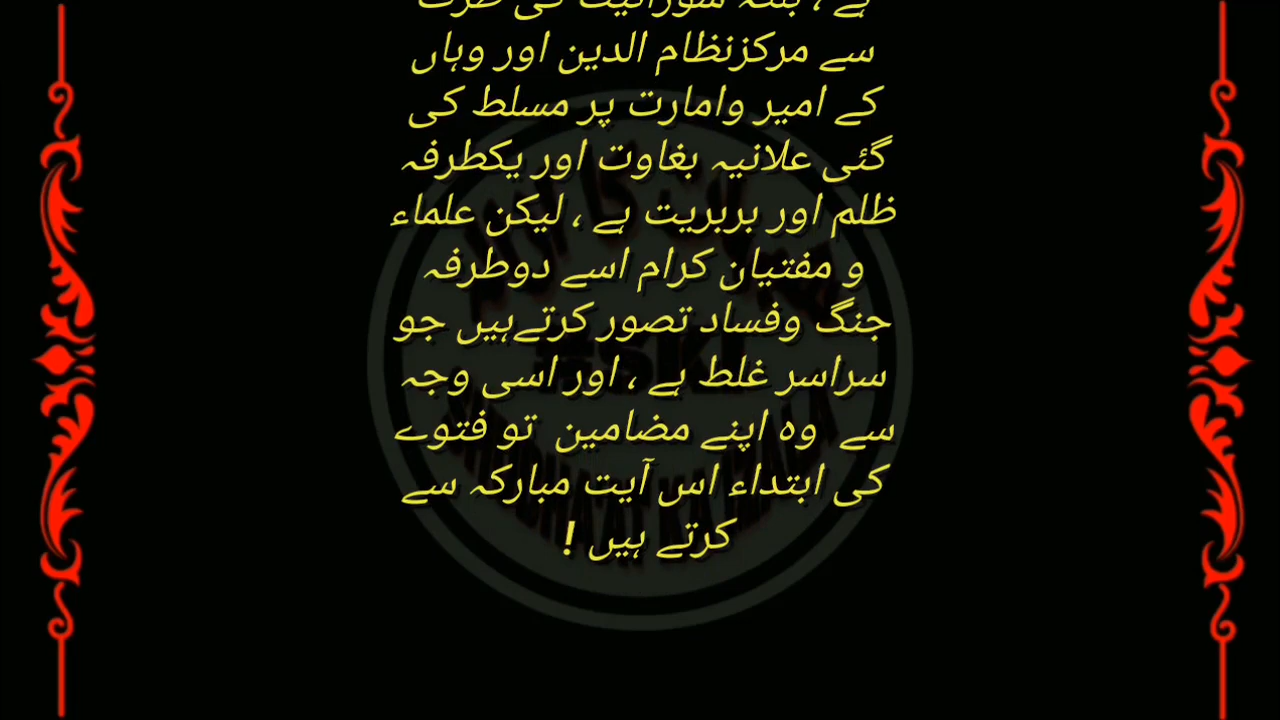 سے مرکزنظام الدین اور وہاں
کے امیر وامارت پر مسلط کی
گئی علانیہ بغاوت اور یکطرفہ
ظلم اور بربریت ہے ، لیکن علماء
و مفتیان کرام اسے دوطرفہ
جنگ وفساد تصور کرتےہیں جو
سراسر غلط ہے ، اور اسی وجہ
سے وہ اپنے مضامین تو فتوے
کی ابتداء اس آیت مبارکہ سے
کرتے ہیں !